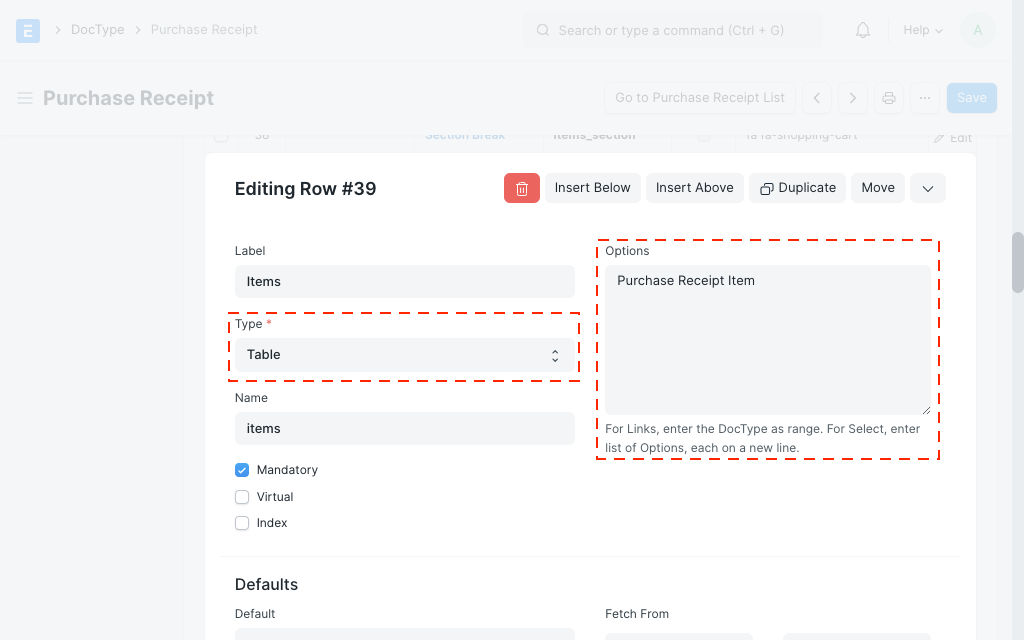 E > DocType > Purchase Receipt
Search or type a command (Ctrl + G)
Help
A
Purchase Receipt
Go to Purchase Receipt List
Save
38
Section Break
items_section
fa fa-shopping-cart
Edit
Editing Row #39
Insert Below
Insert Above
Duplicate
Move
Label
Items
Type *
Table
Name
items
Mandatory
Virtual
Index
Options
Purchase Receipt Item
For Links, enter the DocType as range. For Select, enter
list of Options, each on a new line.
Defaults
Default
Fetch From